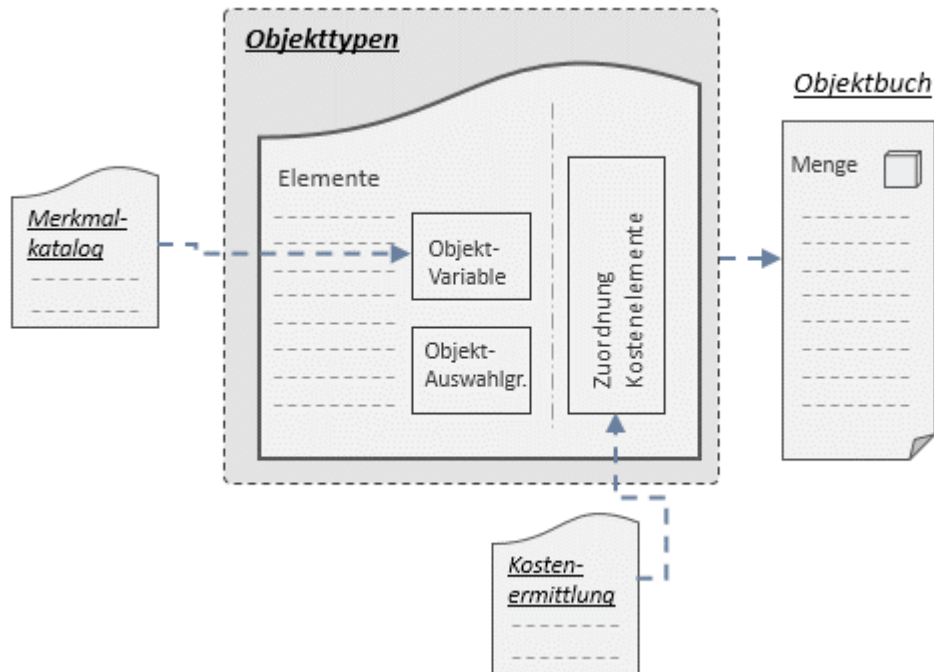 Objekttypen
Objektbuch
Elemente
Menge
Merkmal-
katalog
Objekt-
Variable
Objekt-
Auswahlgr.
Zuordnung
Kostenelemente
Kosten-
ermittlung